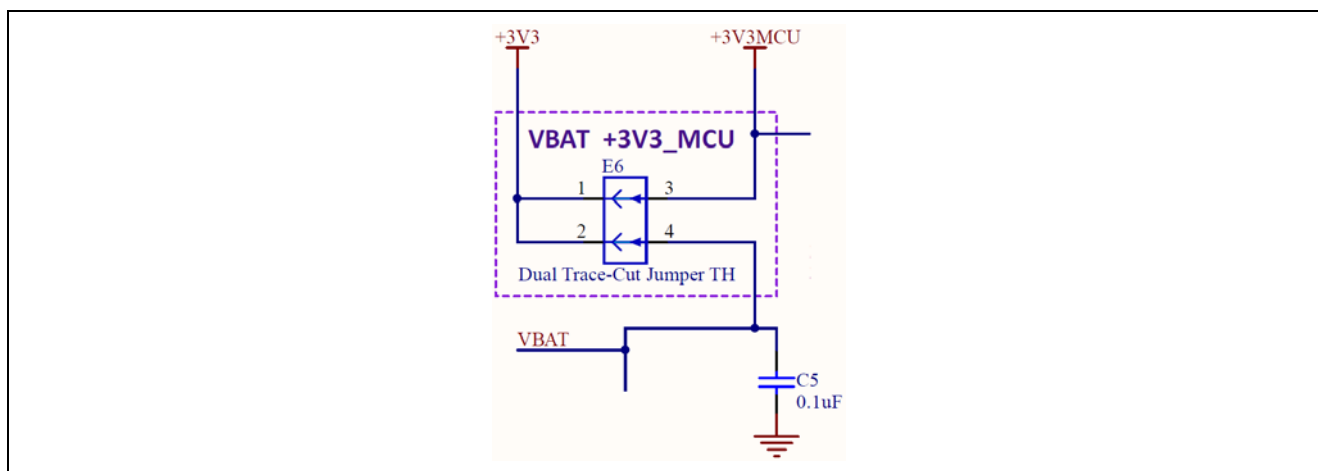 +3V3
+3V3MCU
VBAT +3V3_MCU
E6
1
3
2
4
Dual Trace-Cut Jumper TH
VBAT
C5
0.1uF